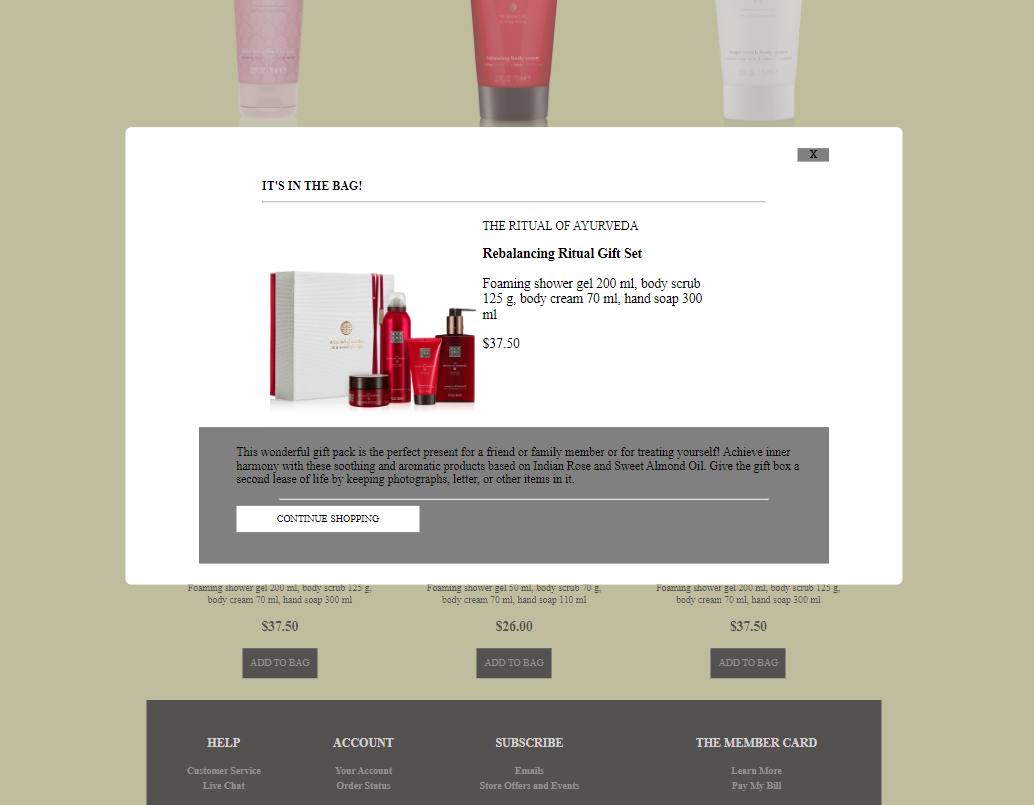 X
IT'S IN THE BAG!
THE RITUAL OF AYURVEDA
Rebalancing Ritual Gift Set
Foaming shower gel 200 ml, body scrub
125 g, body cream 70 ml, hand soap 300
ml
$37.50
This wonderful gift pack is the perfect present for a friend or family member or for treating yourself! Achieve inner
harmony with these soothing and aromatic products based on Indian Rose and Sweet Almond Oil. Give the gift box a
second lease of life by keeping photographs, letter, or other items in it.
CONTINUE SHOPPING
Foaming shower gel 200 ml, body scrub 125 g, Foaming shower gel 50 ml, body scrub 70 g, Foaming shower gel 200 ml, body scrub 125 g,
body cream 70 ml, hand soap 300 ml body cream 70 ml, hand soap 110 ml body cream 70 ml, hand soap 300 ml
$37.50 $26.00 $37.50
ADD TO BAG ADD TO BAG ADD TO BAG
HELP ACCOUNT SUBSCRIBE THE MEMBER CARD
Customer Service Your Account Emails Learn More
Live Chat Order Status Store Offers and Events Pay My Bill